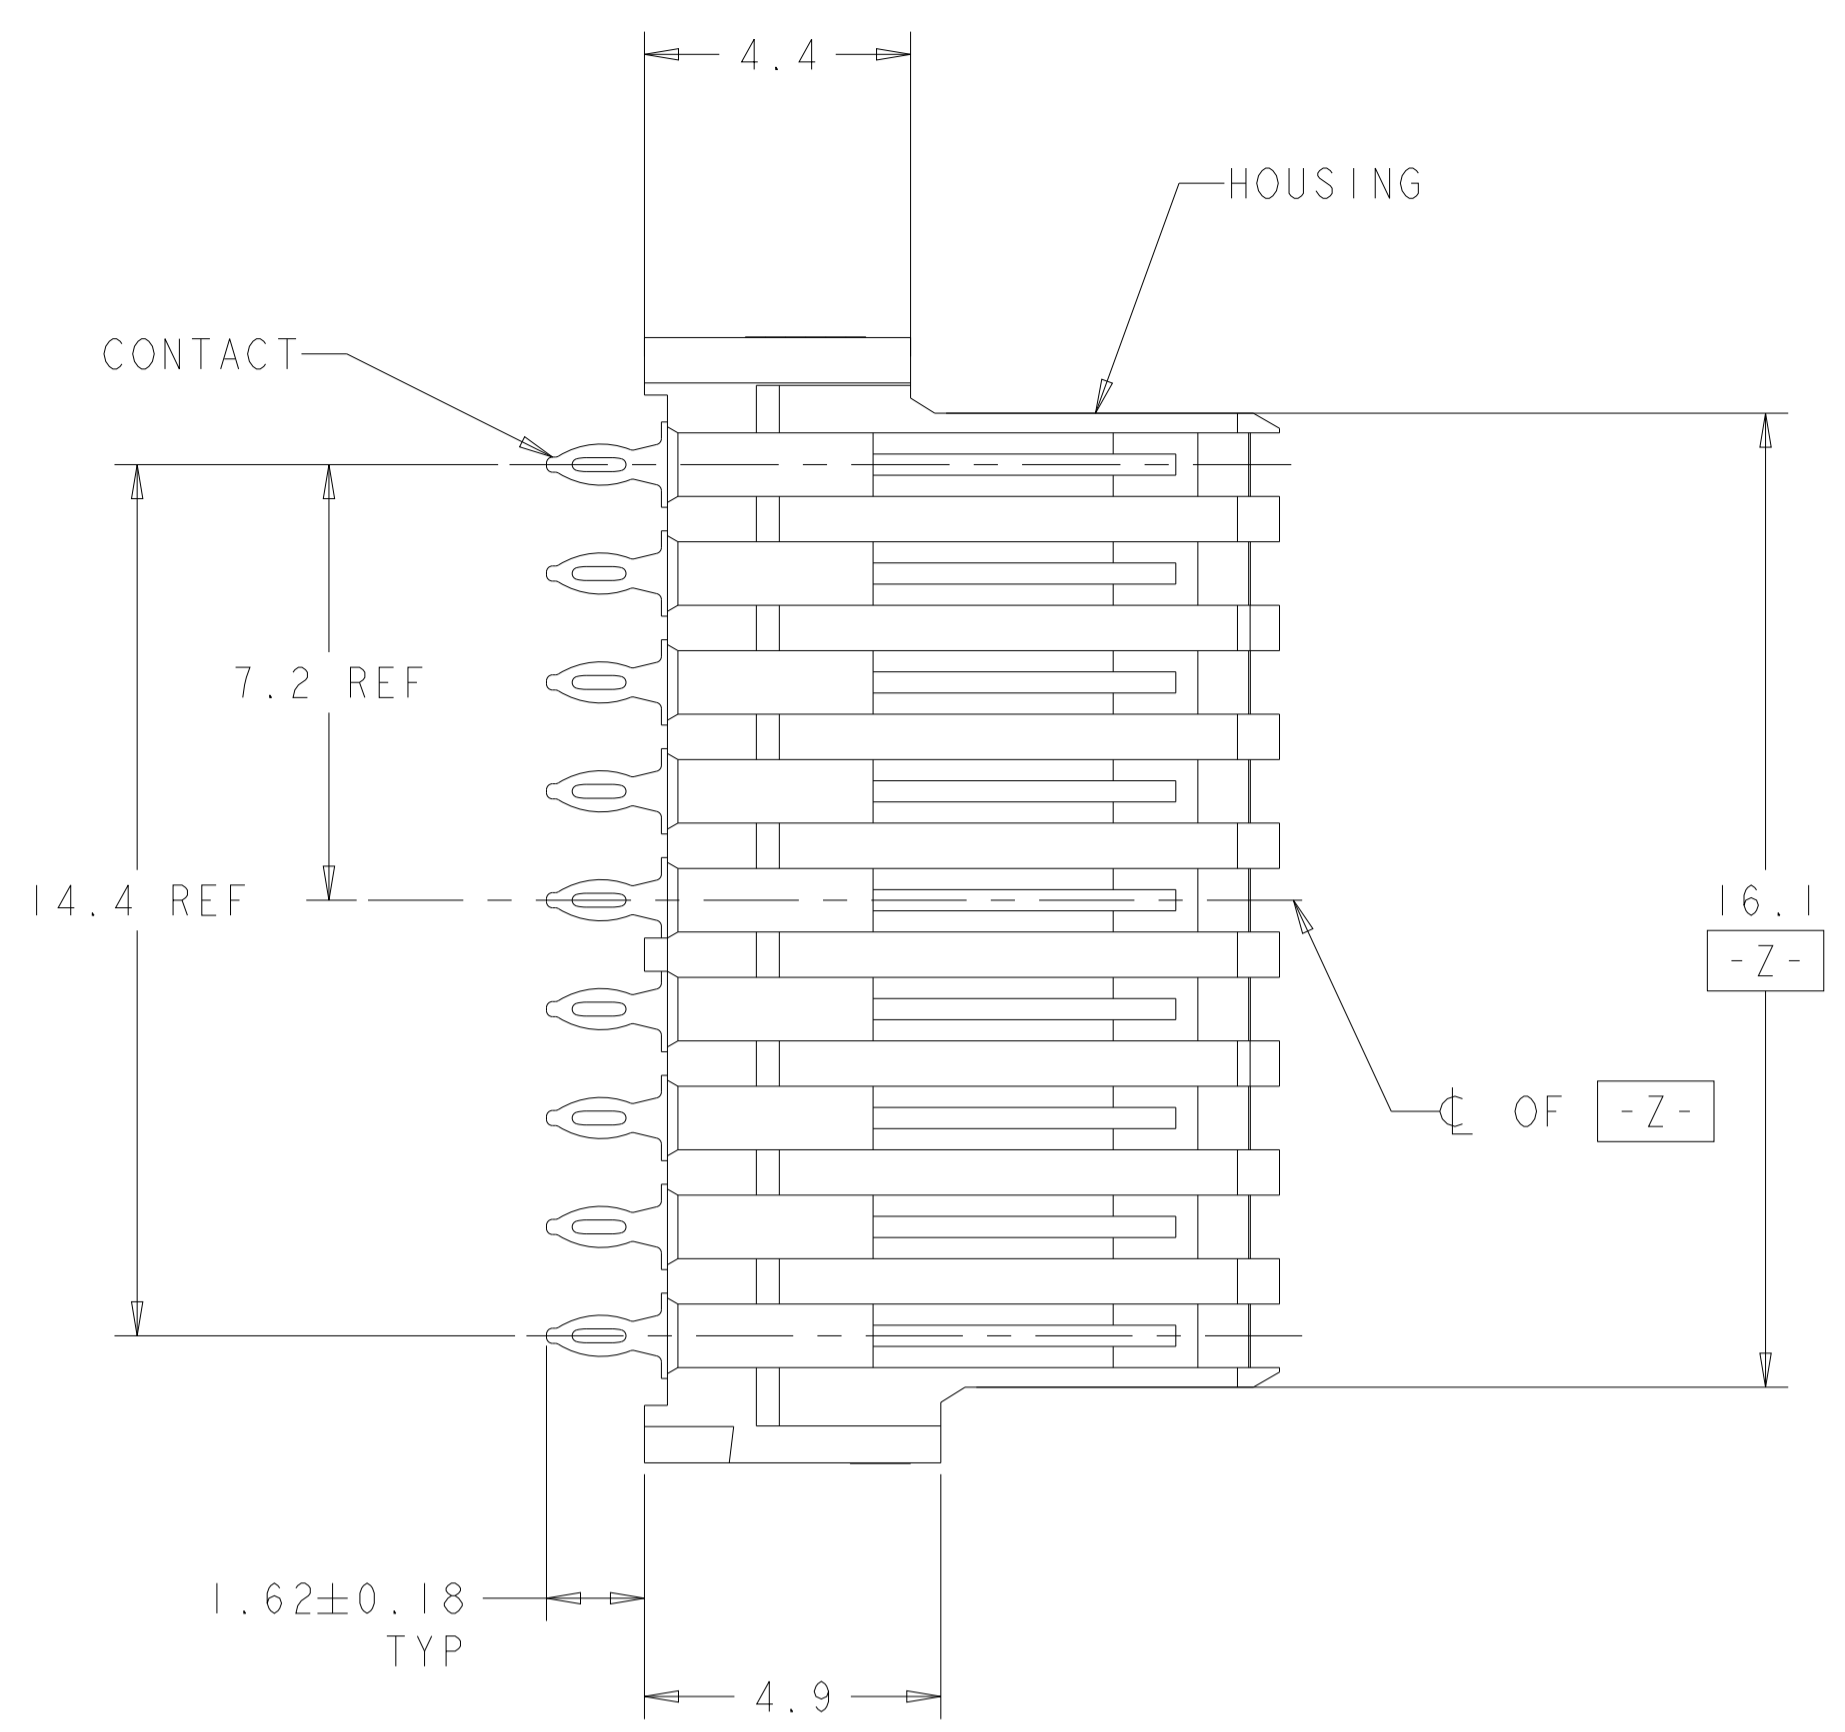 4.4
HOUSING
CONTACT
7.2 REF
14.4 REF
16.1
-Z-
℄ OF -Z-
1.62±0.18
TYP
4.9